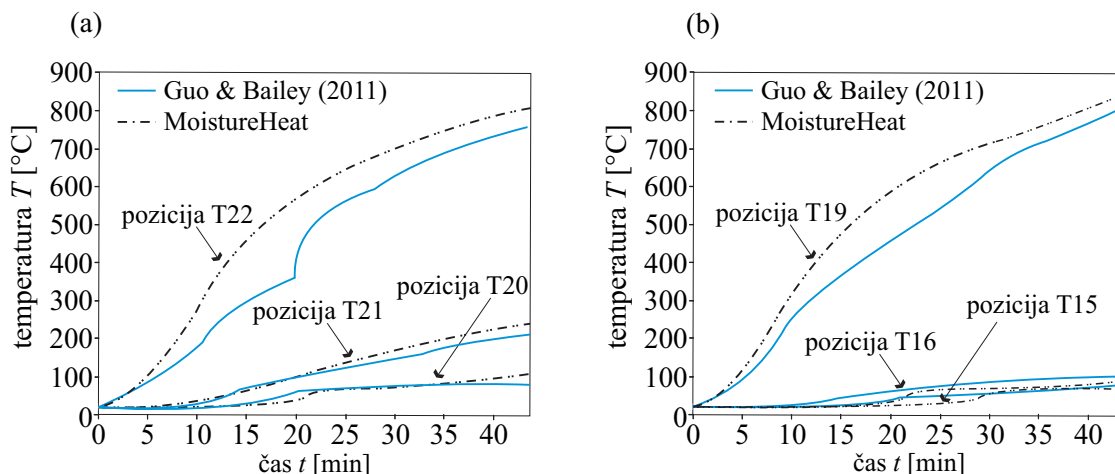 (a)
900
800
700
600
500
400
300
200
100
0
temperatura T [°C]
Guo & Bailey (2011)
MoistureHeat
pozicija T22
pozicija T20
pozicija T21
0 5 10 15 20 25 30 35 40
čas t [min]
(b)
900
800
700
600
500
400
300
200
100
0
temperatura T [°C]
Guo & Bailey (2011)
MoistureHeat
pozicija T19
pozicija T15
pozicija T16
0 5 10 15 20 25 30 35 40
čas t [min]